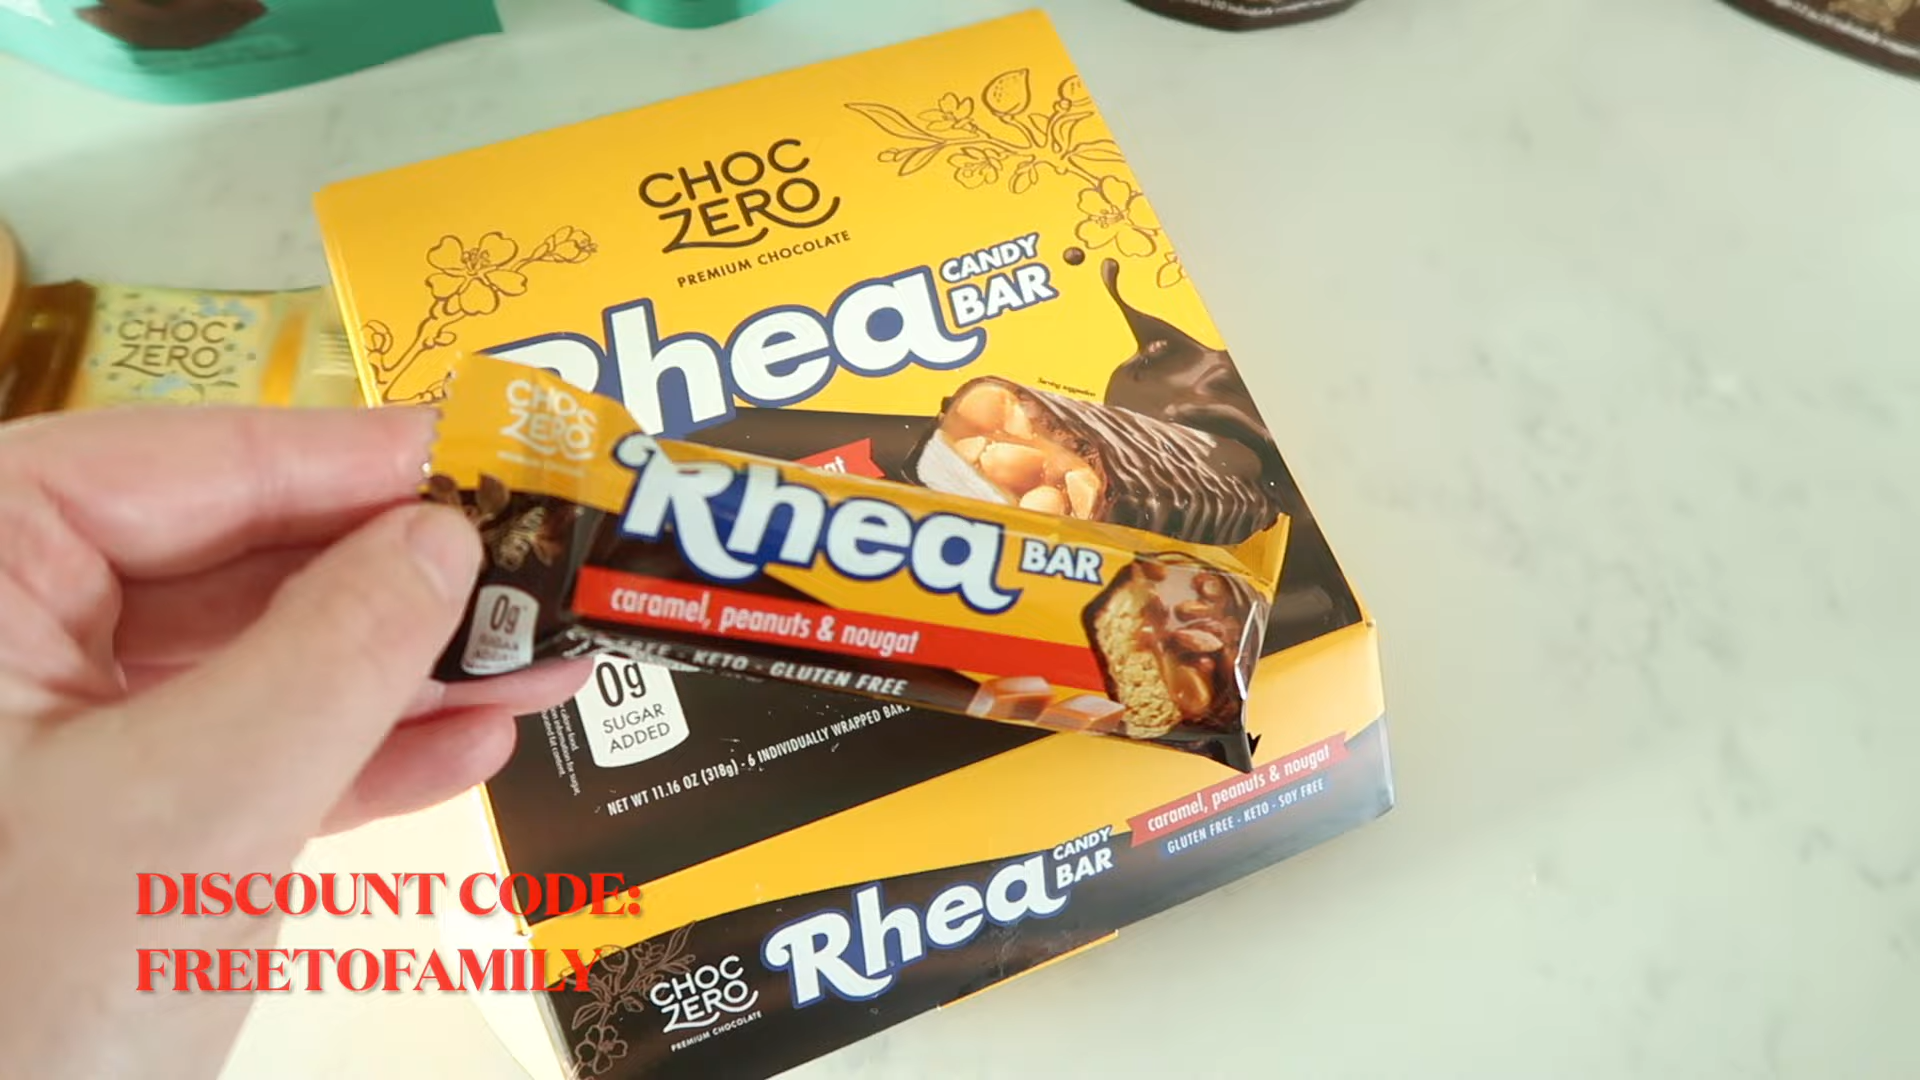 CHOC
ZERO
PREMIUM CHOCOLATE
Rhea
CANDY
BAR
Serving suggestion
CHOC
ZERO
CHOC
ZERO
Rhea
BAR
caramel, peanuts & nougat
KETO - GLUTEN FREE
0g
0g
SUGAR
ADDED
NET WT 11.16 OZ (318g) - 6 INDIVIDUALLY WRAPPED BARS
caramel, peanuts & nougat
GLUTEN FREE - KETO - SOY FREE
Rhea
CANDY
BAR
CHOC
ZERO
PREMIUM CHOCOLATE
DISCOUNT CODE:
FREETOFAMILY